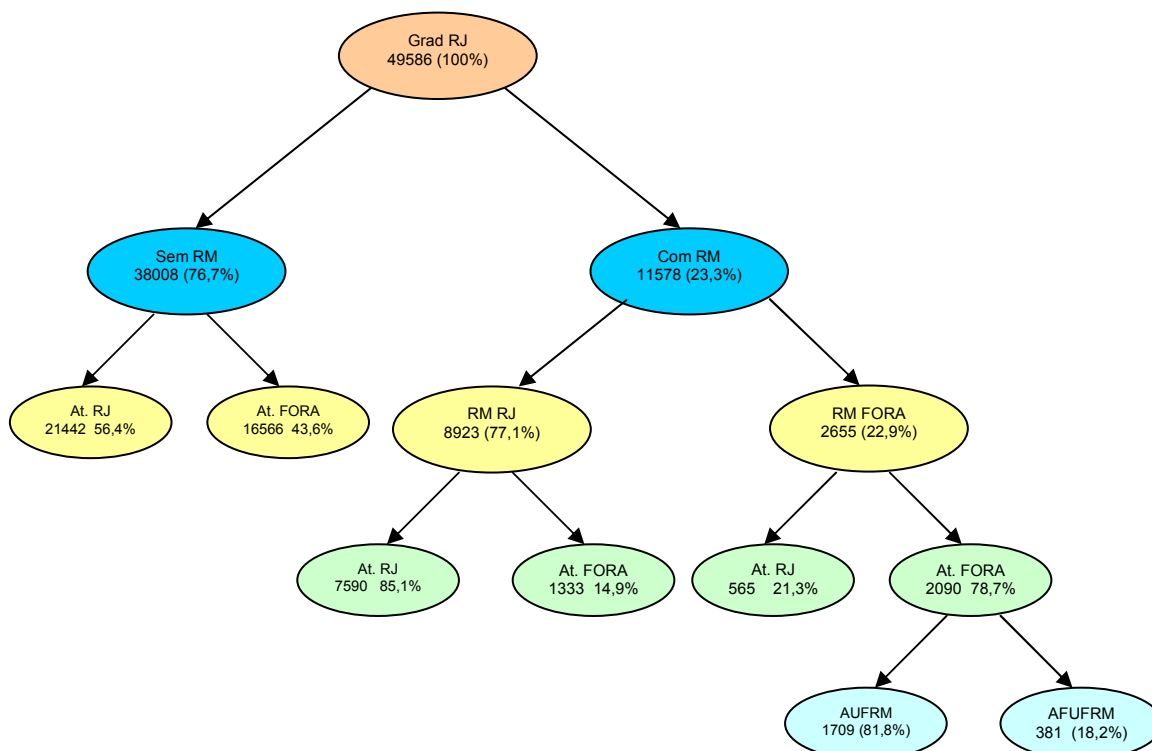 Grad RJ
49586 (100%)
Sem RM
38008 (76,7%)
Com RM
11578 (23,3%)
At. RJ
21442 56,4%
At. FORA
16566 43,6%
RM RJ
8923 (77,1%)
RM FORA
2655 (22,9%)
At. RJ
7590 85,1%
At. FORA
1333 14,9%
At. RJ
565 21,3%
At. FORA
2090 78,7%
AUFRM
1709 (81,8%)
AFUFRM
381 (18,2%)